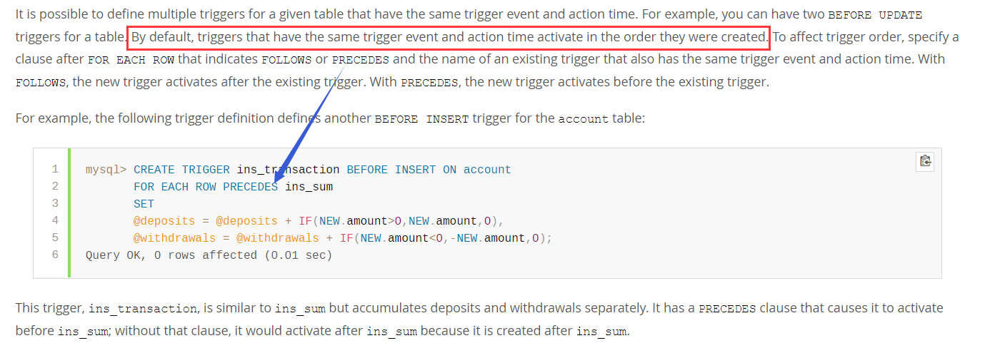 It is possible to define multiple triggers for a given table that have the same trigger event and action time. For example, you can have two BEFORE UPDATE
triggers for a table. By default, triggers that have the same trigger event and action time activate in the order they were created. To affect trigger order, specify a
clause after FOR EACH ROW that indicates FOLLOWS or PRECEDES and the name of an existing trigger that also has the same trigger event and action time. With
FOLLOWS, the new trigger activates after the existing trigger. With PRECEDES, the new trigger activates before the existing trigger.
For example, the following trigger definition defines another BEFORE INSERT trigger for the account table:
1 mysql> CREATE TRIGGER ins_transaction BEFORE INSERT ON account
2 FOR EACH ROW PRECEDES ins_sum
3 SET
4 @deposits = @deposits + IF(NEW.amount>0,NEW.amount,0),
5 @withdrawals = @withdrawals + IF(NEW.amount<0,-NEW.amount,0);
6 Query OK, 0 rows affected (0.01 sec)
This trigger, ins_transaction, is similar to ins_sum but accumulates deposits and withdrawals separately. It has a PRECEDES clause that causes it to activate
before ins_sum; without that clause, it would activate after ins_sum because it is created after ins_sum.